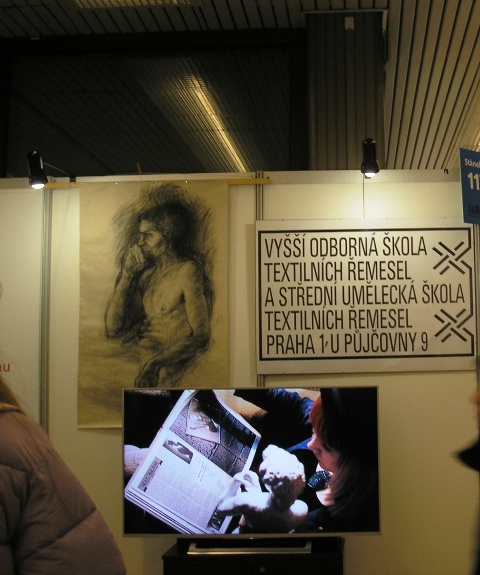 VYŠŠÍ ODBORNÁ ŠKOLA
TEXTILNÍCH ŘEMESEL
A STŘEDNÍ UMĚLECKÁ ŠKOLA
TEXTILNÍCH ŘEMESEL
PRAHA 1, U PŮJČOVNY 9